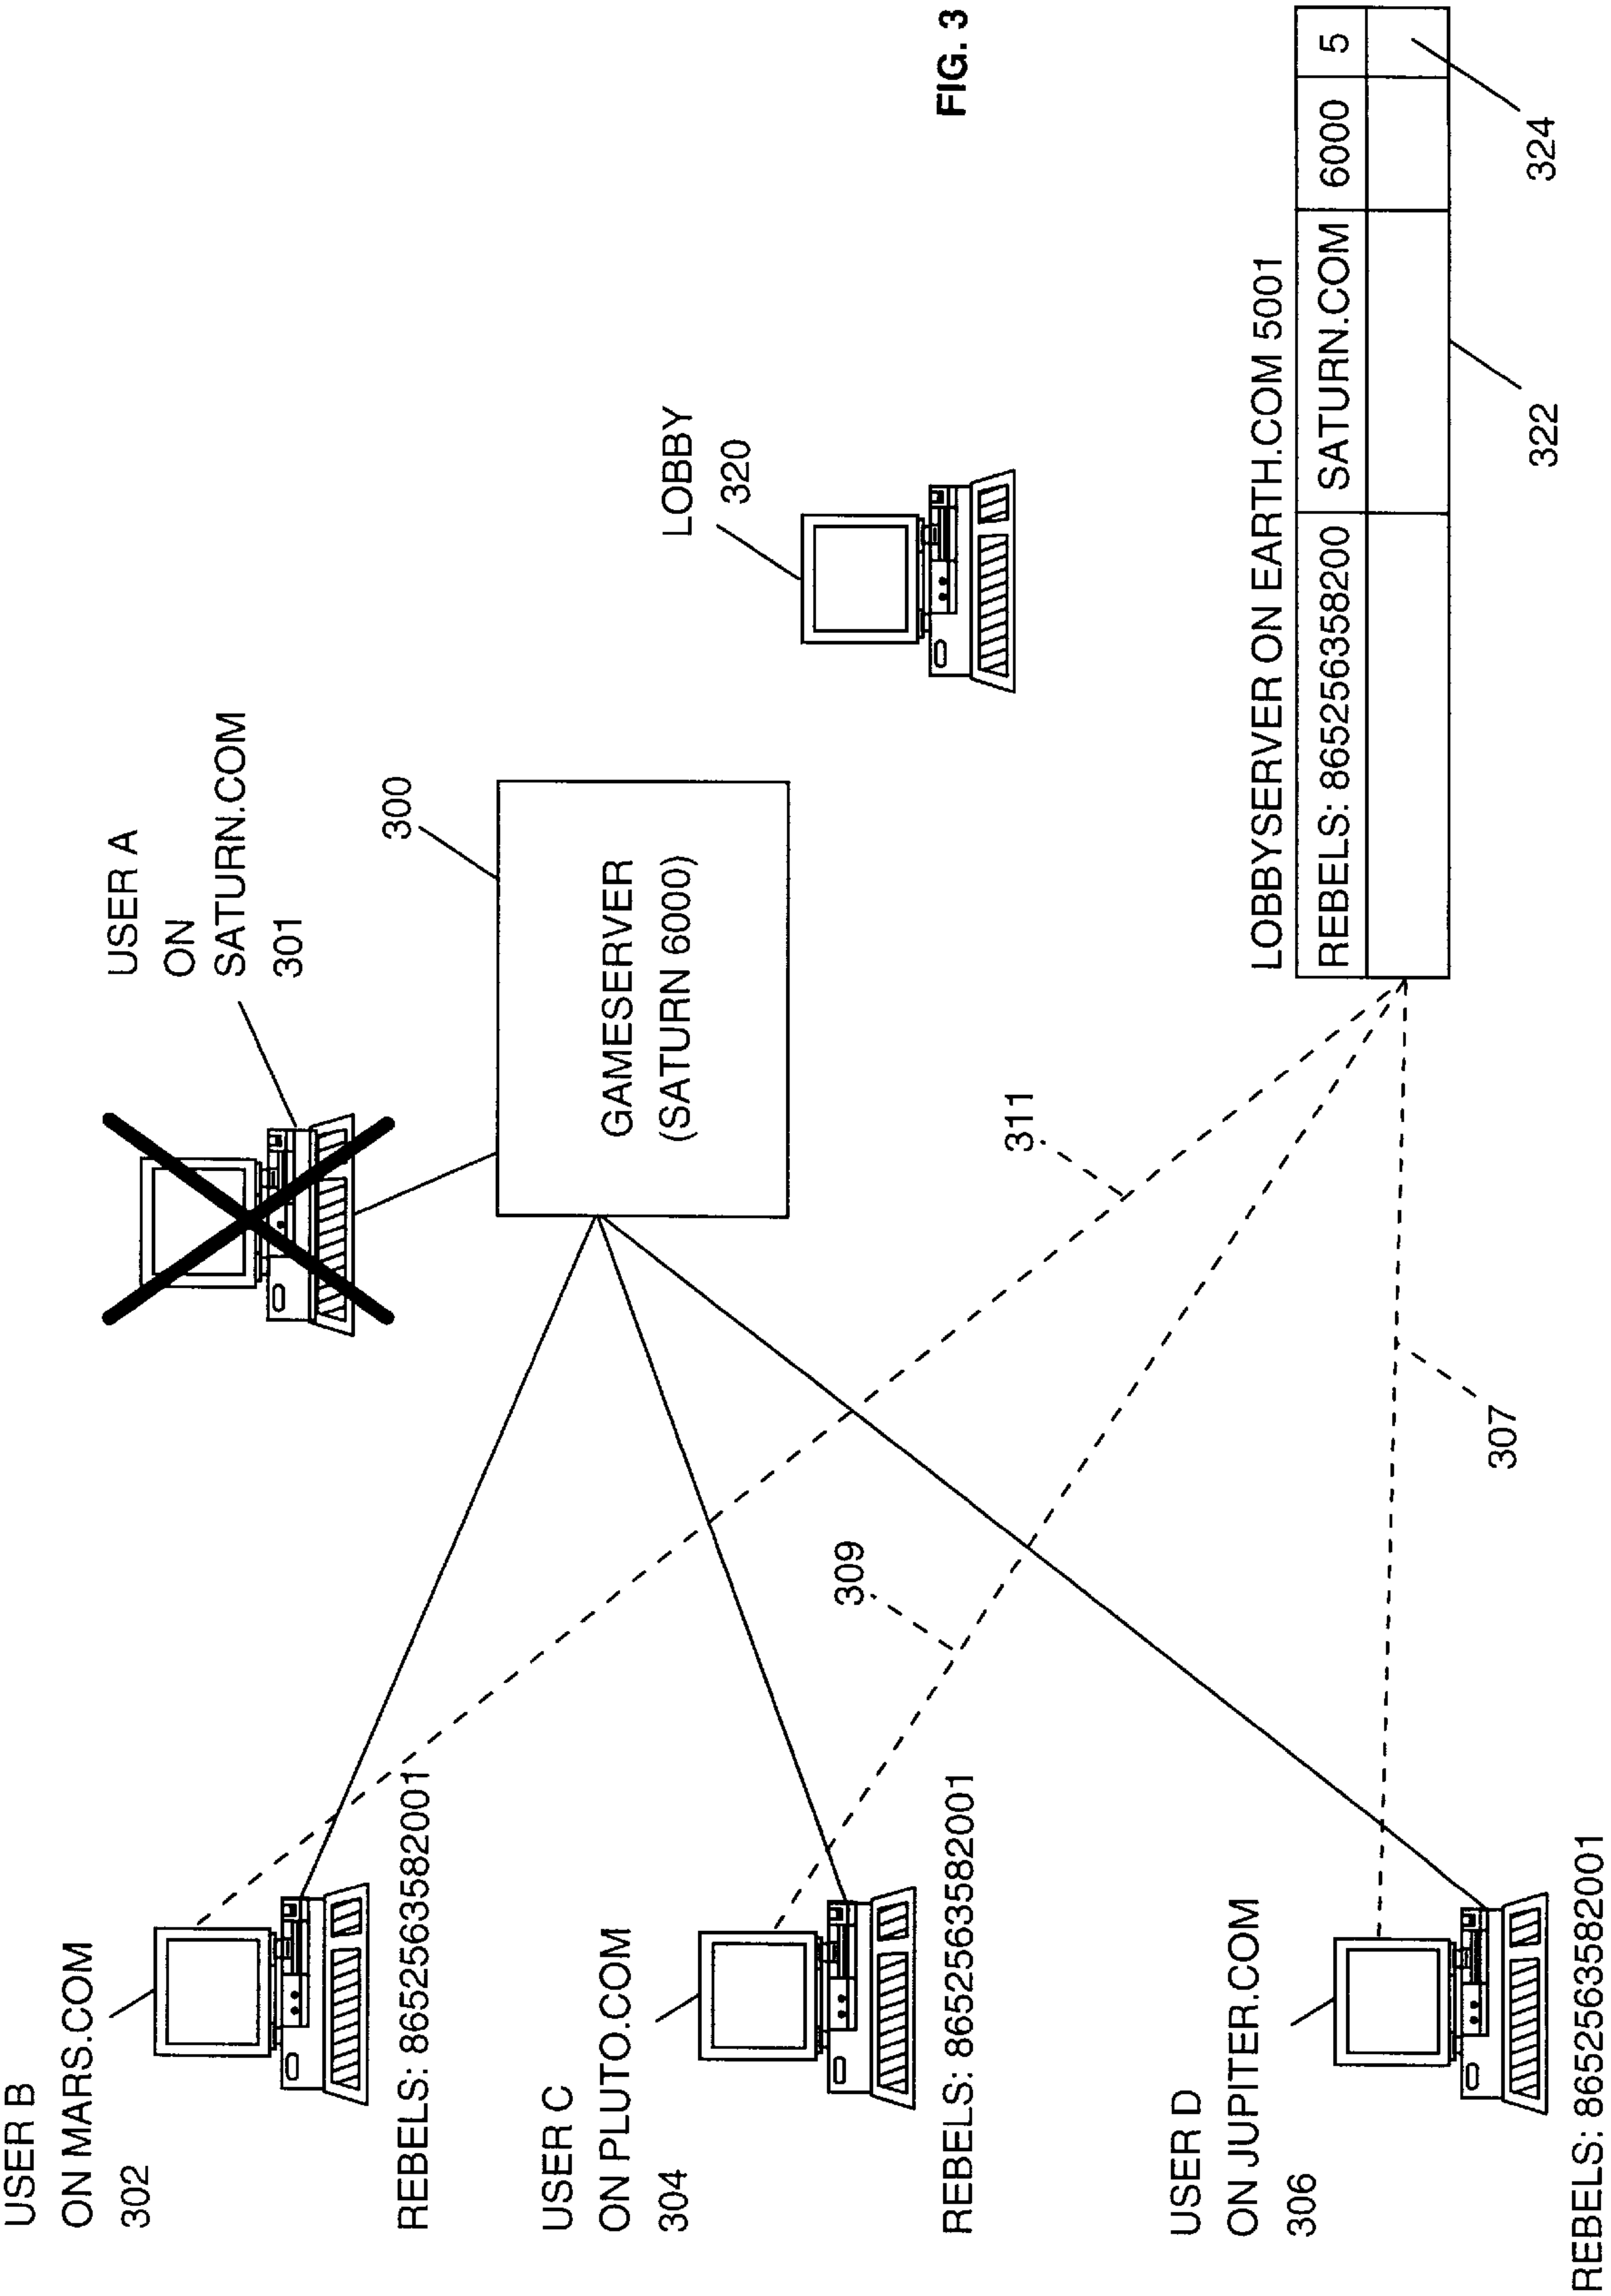 USER B
ON MARS.COM
302
REBELS: 8652563582001
USER C
ON PLUTO.COM
304
REBELS: 8652563582001
USER D
ON JUPITER.COM
306
REBELS: 8652563582001
USER A
ON
SATURN.COM
301
300
GAMESERVER
(SATURN 6000)
LOBBY
320
309
311
307
LOBBYSERVER ON EARTH.COM 5001
REBELS: 86525635858200 SATURN.COM 6000 5
322
324
FIG. 3